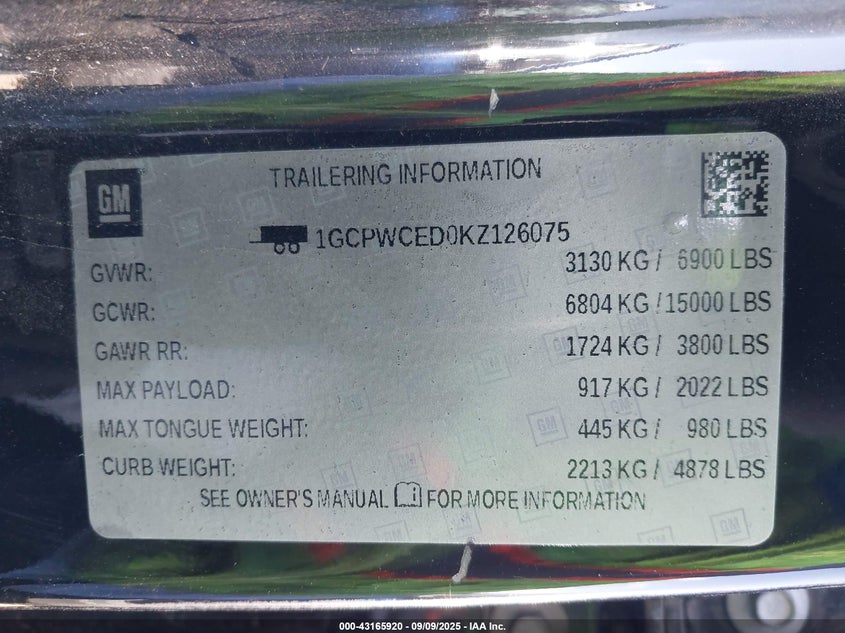 GM
TRAILERING INFORMATION
1GCPWCED0KZ126075
GVWR: 3130 KG / 6900 LBS
GCWR: 6804 KG / 15000 LBS
GAWR RR: 1724 KG / 3800 LBS
MAX PAYLOAD: 917 KG / 2022 LBS
MAX TONGUE WEIGHT: 445 KG / 980 LBS
CURB WEIGHT: 2213 KG / 4878 LBS
SEE OWNER'S MANUAL FOR MORE INFORMATION
000-43165920 - 09/09/2025 - IAA Inc.